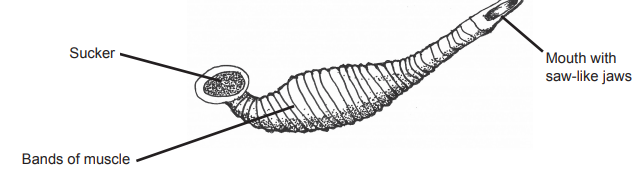 Sucker
Mouth with
saw-like jaws
Bands of muscle